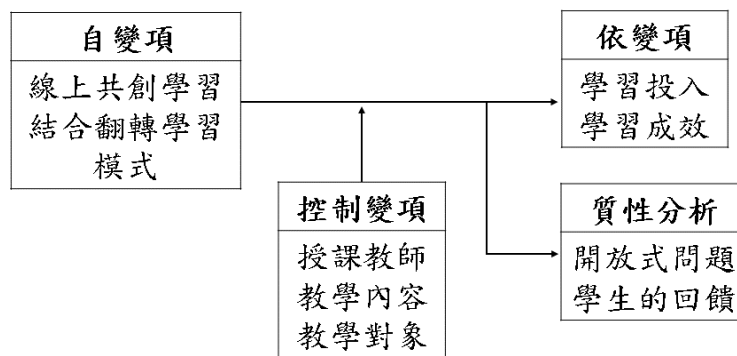 自變項
線上共創學習
結合翻轉學習
模式
依變項
學習投入
學習成效
控制變項
授課教師
教學內容
教學對象
質性分析
開放式問題
學生的回饋